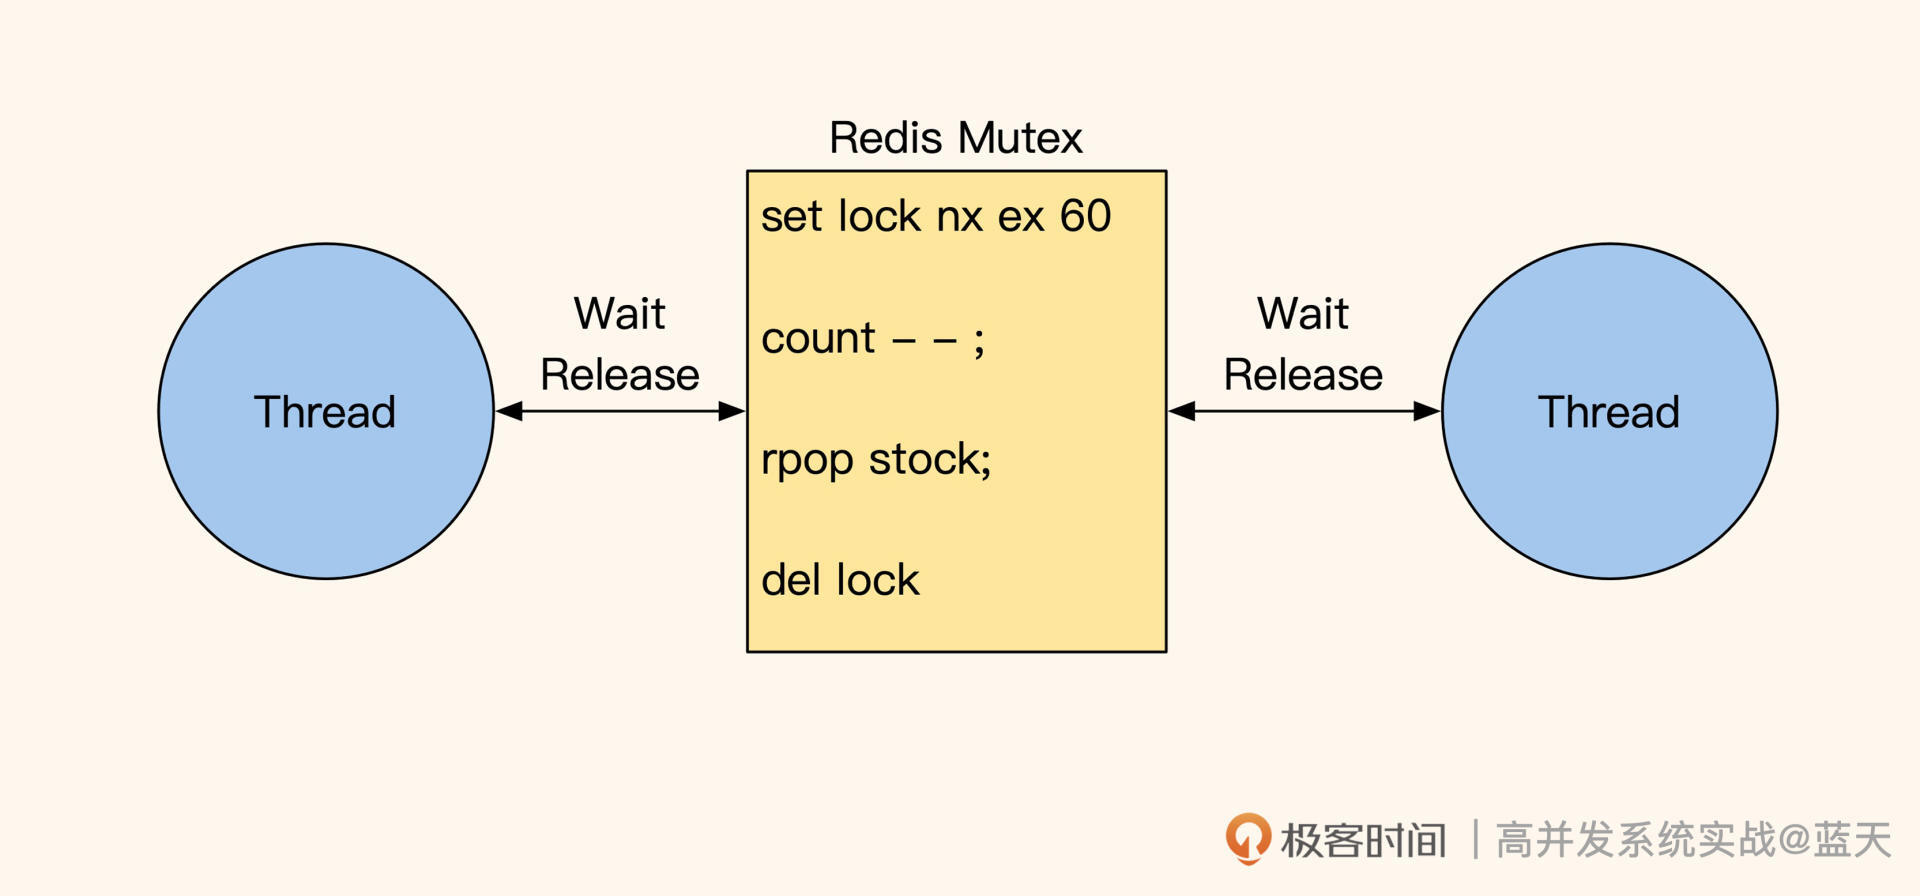 Redis Mutex
set lock nx ex 60
count – – ;
rpop stock;
del lock
Thread
Wait
Release
Wait
Release
Thread
极客时间 | 高并发系统实战@蓝天